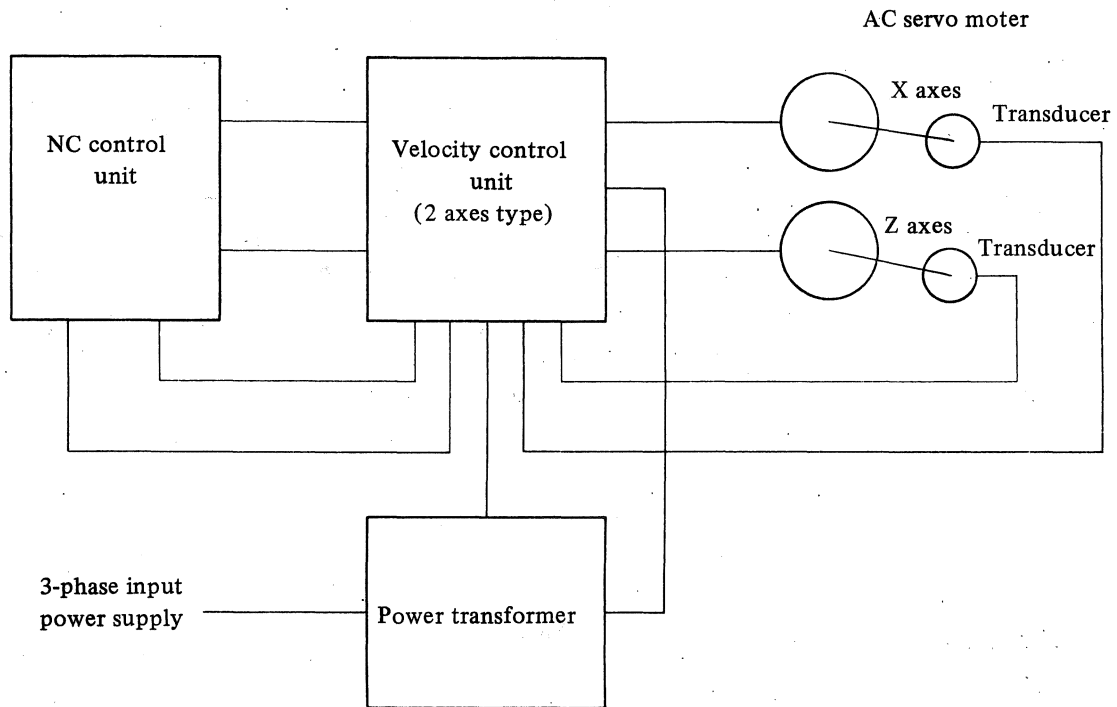 AC servo moter
NC control
unit
Velocity control
unit
(2 axes type)
X axes
Transducer
Z axes
Transducer
3-phase input
power supply
Power transformer